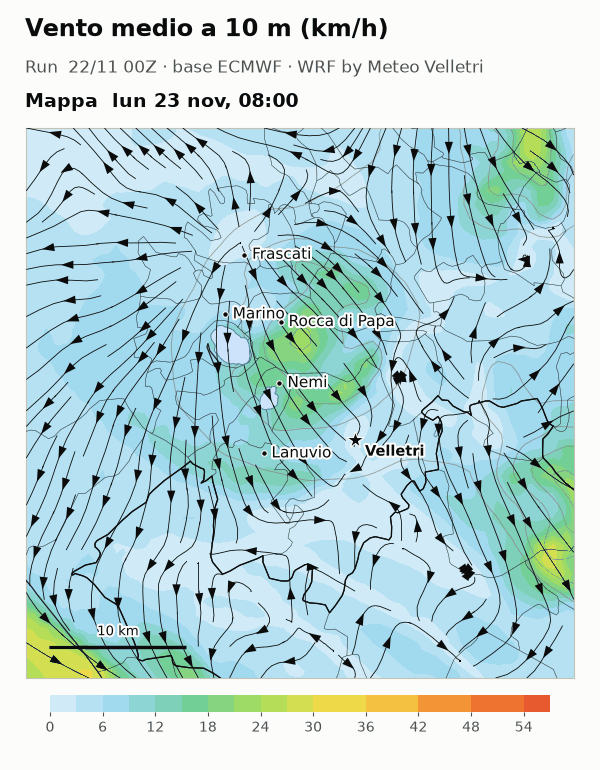 Vento medio a 10 m (km/h)
Run  22/11 00Z · base ECMWF · WRF by Meteo Velletri
Mappa  lun 23 nov, 08:00
Frascati
Marino
Rocca di Papa
Nemi
Velletri
Lanuvio
10 km
0 6 12 18 24 30 36 42 48 54